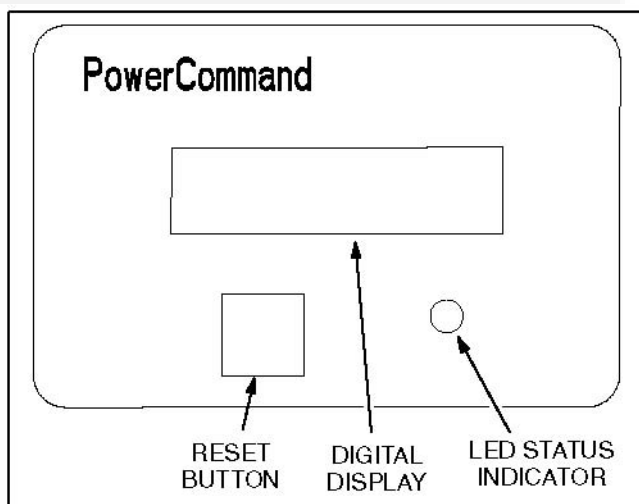 PowerCommand
RESET
BUTTON
DIGITAL
DISPLAY
LED STATUS
INDICATOR